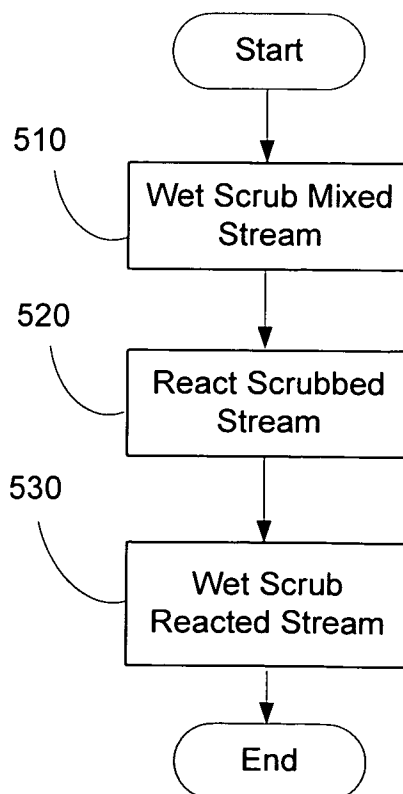 Start
510
Wet Scrub Mixed
Stream
520
React Scrubbed
Stream
530
Wet Scrub
Reacted Stream
End